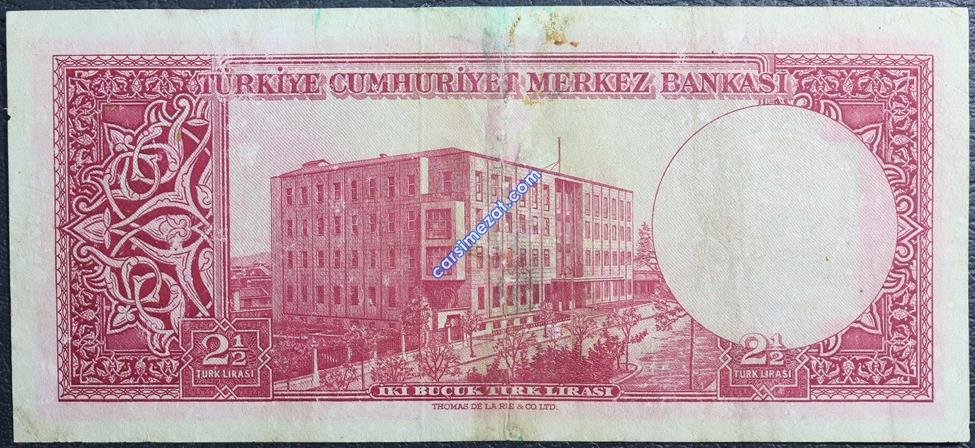 TÜRKİYE CUMHURİYET MERKEZ BANKASI
carsimezat.com
2½
TÜRK LİRASI
2½
TÜRK LİRASI
İKİ BUÇUK TÜRK LİRASI
THOMAS DE LA RUE & CO LTD.